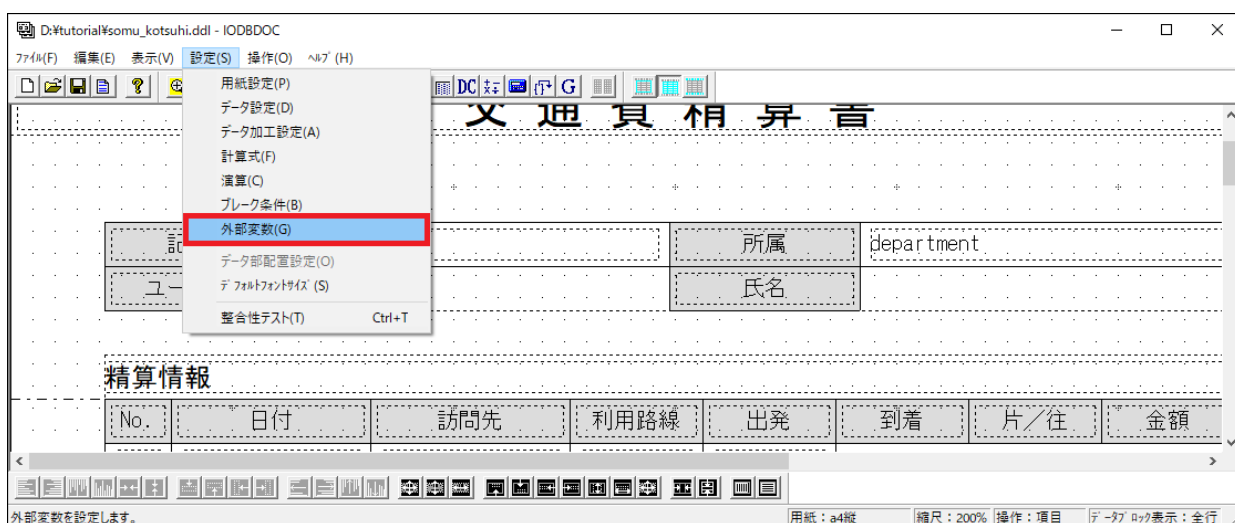 D:¥tutorial¥somu_kotsuhi.ddl - IODBDOC
ﾌｧｲﾙ(F) 編集(E) 表示(V) 設定(S) 操作(O) ﾍﾙﾌﾟ(H)
用紙設定(P)
DC G
データ設定(D)
交通費精算書
データ加工設定(A)
計算式(F)
演算(C)
ブレーク条件(B)
外部変数(G)
所属 department
データ部配置設定(O)
ﾃﾞﾌｫﾙﾄﾌｫﾝﾄｻｲｽﾞ(S)
ユー 氏名
整合性テスト(T) Ctrl+T
精算情報
No. 日付 訪問先 利用路線 出発 到着 片／往 金額
外部変数を設定します。 用紙：a4縦 縮尺：200% 操作：項目 ﾃﾞｰﾀﾌﾞﾛｯｸ表示：全行